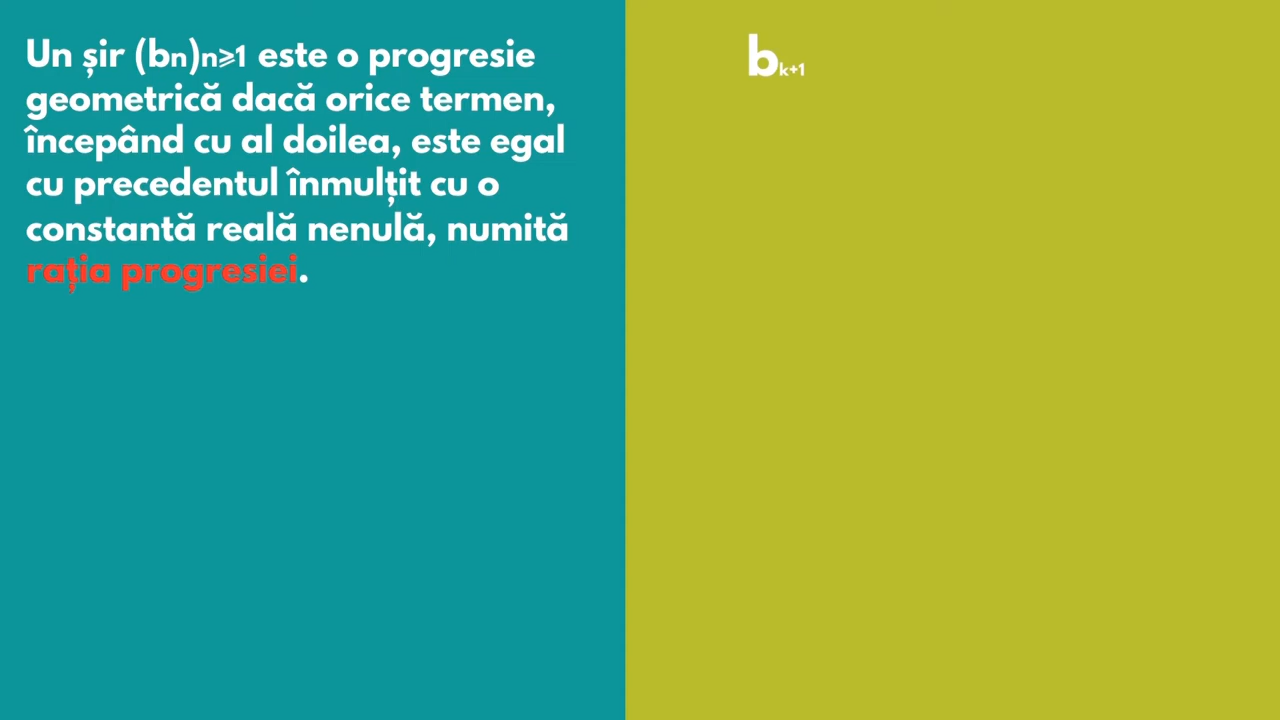 Un șir (bn)n⩾1 este o progresie
geometrică dacă orice termen,
începând cu al doilea, este egal
cu precedentul înmulțit cu o
constantă reală nenulă, numită
rația progresiei.
bk+1